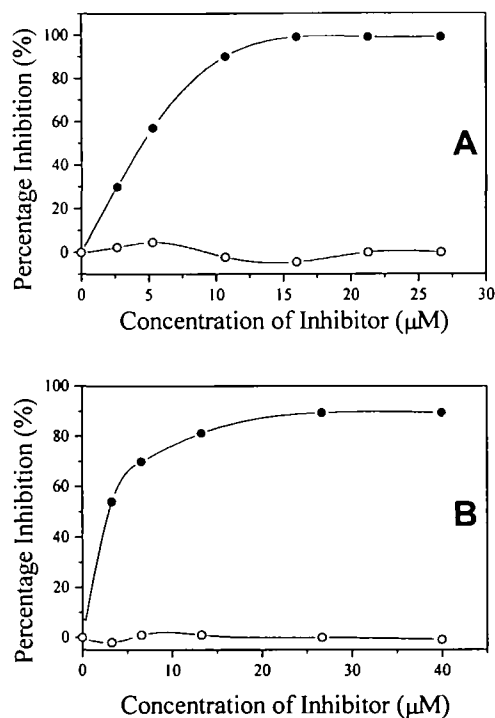 Percentage Inhibition (%)
100
80
60
40
20
0
A
0 5 10 15 20 25 30
Concentration of Inhibitor (μM)
Percentage Inhibition (%)
100
80
60
40
20
0
B
0 10 20 30 40
Concentration of Inhibitor (μM)